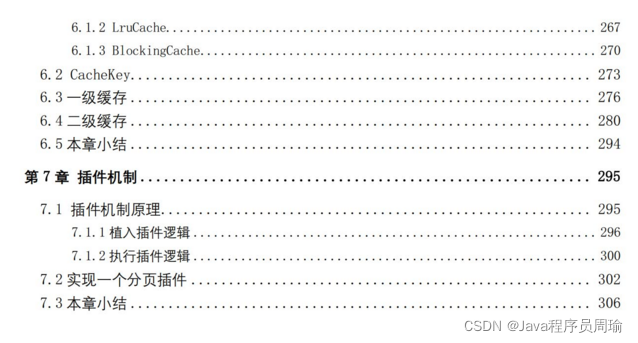 6.1.2 LruCache........................................................267
6.1.3 BlockingCache...................................................270
6.2 CacheKey..........................................................273
6.3 一级缓存..........................................................276
6.4 二级缓存..........................................................280
6.5 本章小结..........................................................294
第 7 章 插件机制......................................................295
7.1 插件机制原理......................................................295
7.1.1 植入插件逻辑....................................................296
7.1.2 执行插件逻辑....................................................300
7.2 实现一个分页插件..................................................302
7.3 本章小结..........................................................306
CSDN @Java程序员周瑜